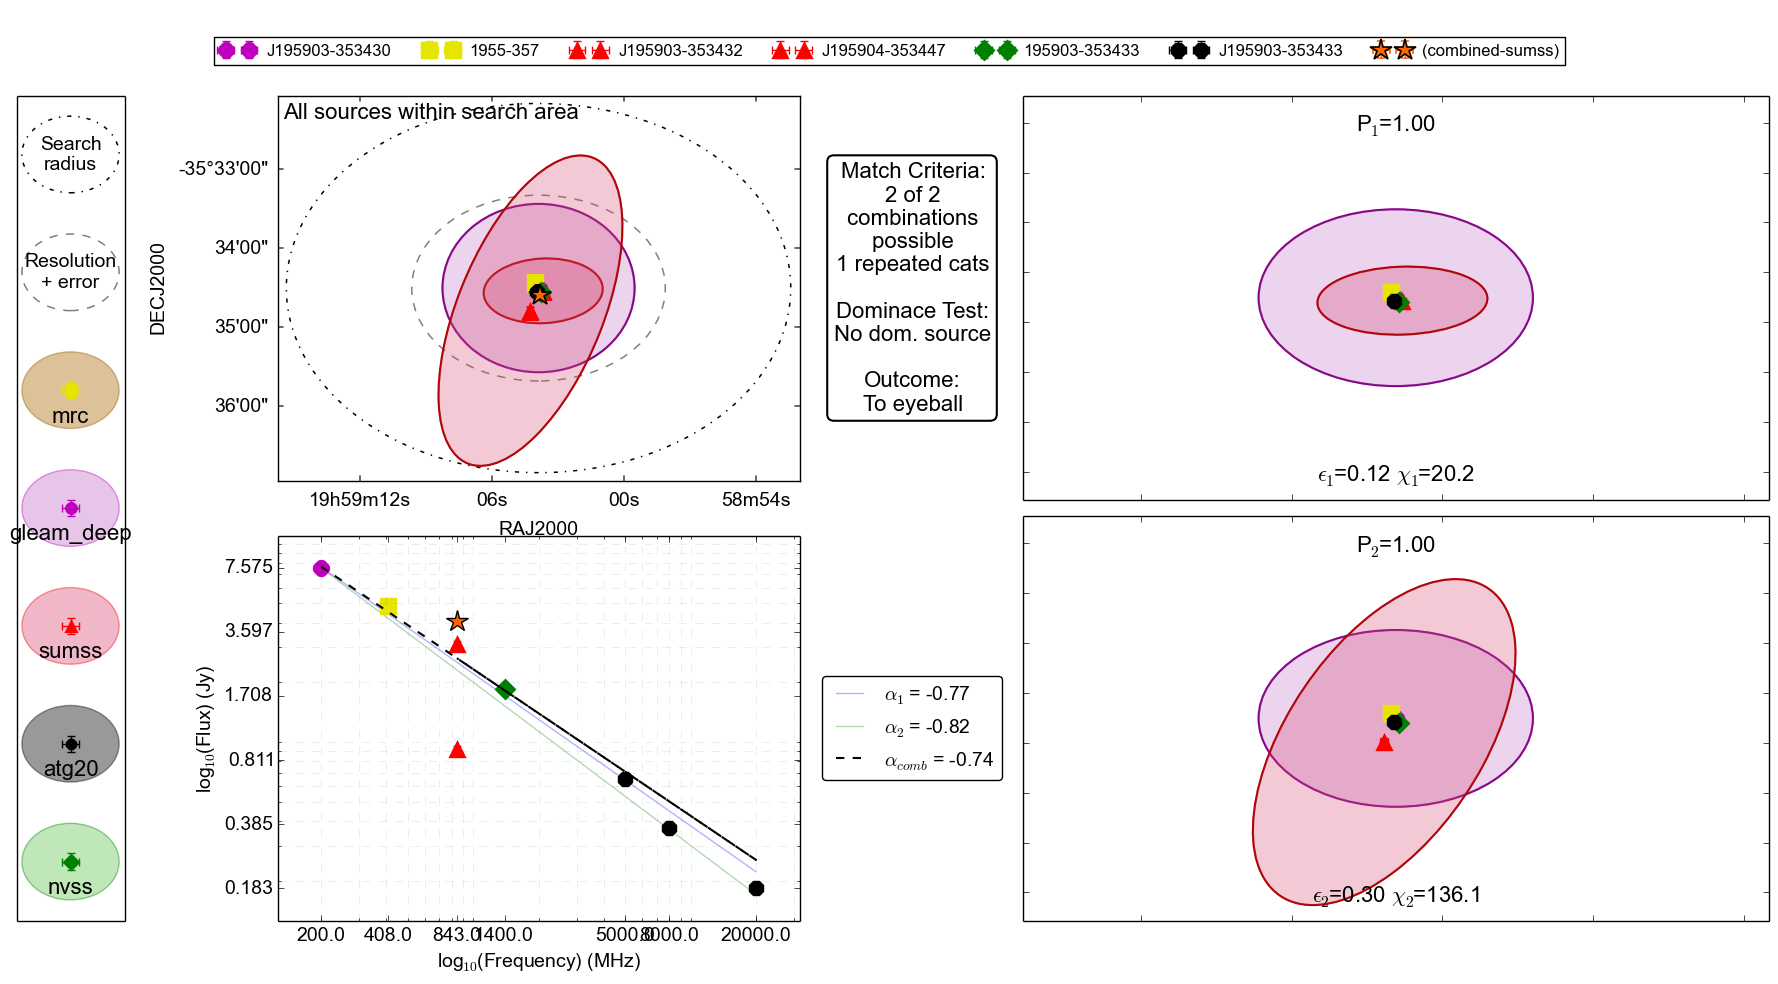 J195903-353430 1955-357 J195903-353432 J195904-353447 195903-353433 J195903-353433 (combined-sumss)
Search
radius
Resolution
+ error
mrc
gleam_deep
sumss
atg20
nvss
All sources within search area
DECJ2000
-35°33'00"
34'00"
35'00"
36'00"
19h59m12s 06s 00s 58m54s
RAJ2000
Match Criteria:
2 of 2
combinations
possible
1 repeated cats
Dominace Test:
No dom. source
Outcome:
To eyeball
P1=1.00
ϵ1=0.12 χ1=20.2
P2=1.00
ϵ2=0.30 χ2=136.1
log10(Flux) (Jy)
7.575
3.597
1.708
0.811
0.385
0.183
200.0 408.0 843.0 1400.0 5000.0 8000.0 20000.0
log10(Frequency) (MHz)
α1 = -0.77
α2 = -0.82
αcomb = -0.74